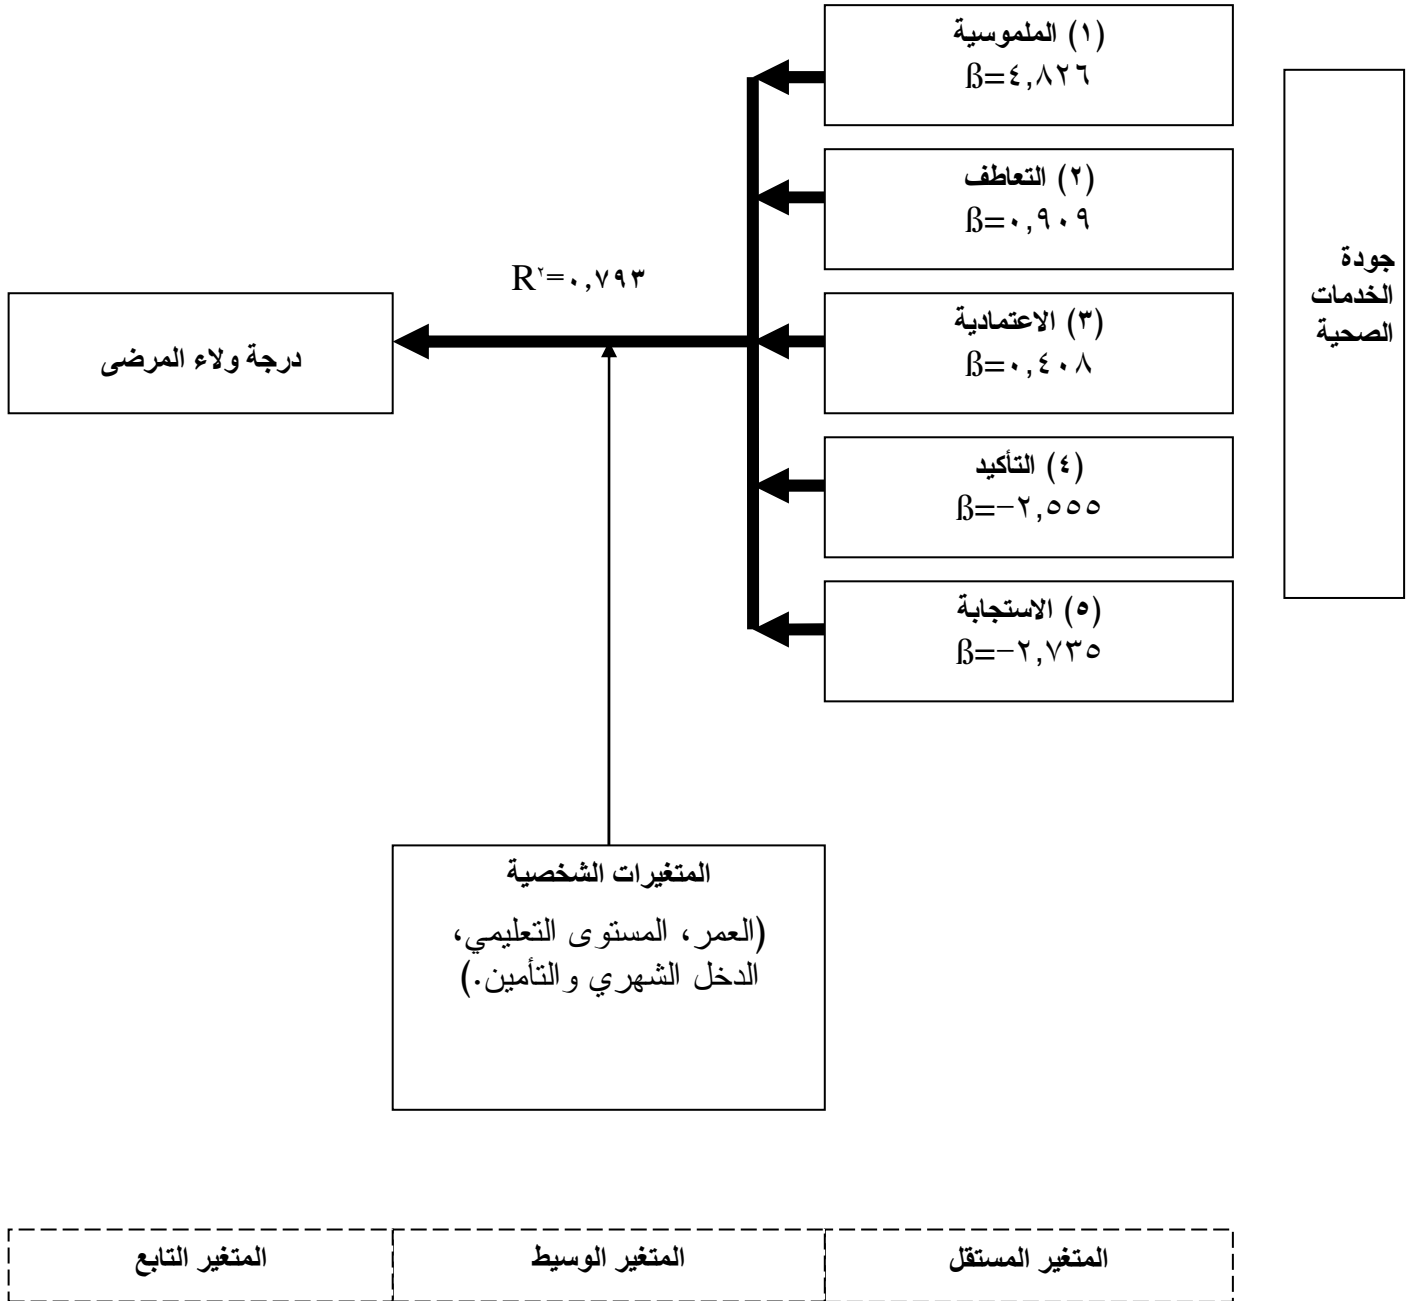 (١) الملموسية
ß=٤,٨٢٦
(٢) التعاطف
ß=٠,٩٠٩
(٣) الاعتمادية
ß=٠,٤٠٨
(٤) التأكيد
ß=-٢,٥٥٥
(٥) الاستجابة
ß=-٢,٧٣٥
جودة
الخدمات
الصحية
R٢=٠,٧٩٣
درجة ولاء المرضى
المتغيرات الشخصية
(العمر، المستوى التعليمي،
الدخل الشهري والتأمين.)
المتغير المستقل
المتغير الوسيط
المتغير التابع